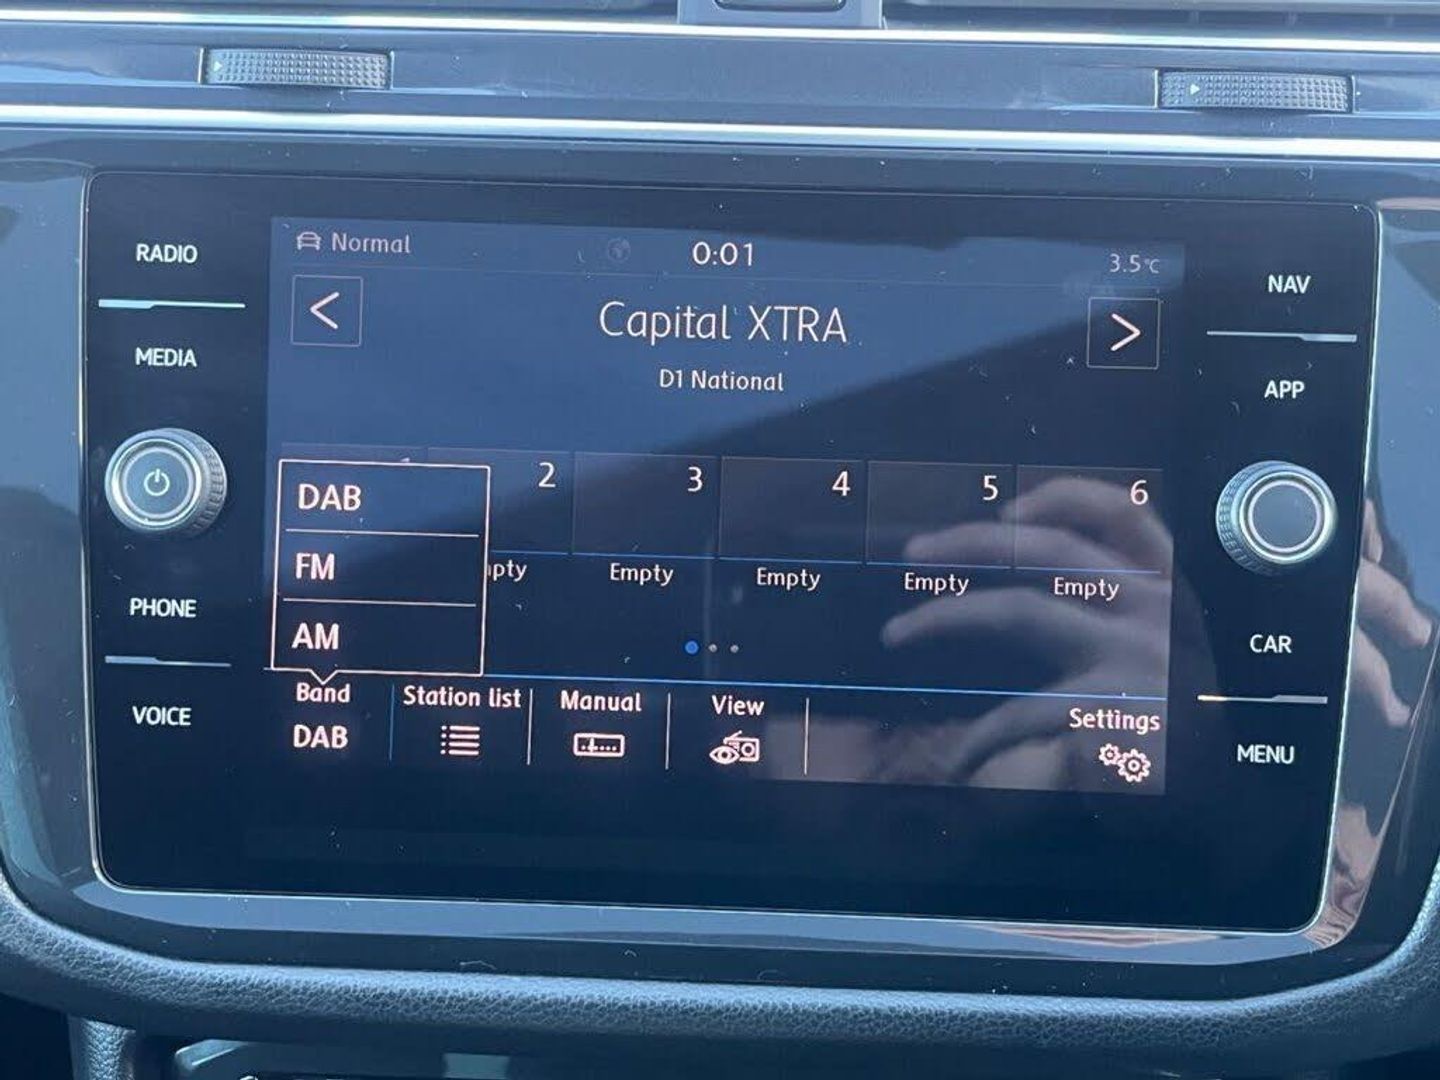 RADIO
MEDIA
PHONE
VOICE
Normal
0:01
3.5°C
Capital XTRA
D1 National
2
3
4
5
6
DAB
FM
AM
pty
Empty
Empty
Empty
Empty
Band
DAB
Station list
Manual
View
Settings
NAV
APP
CAR
MENU